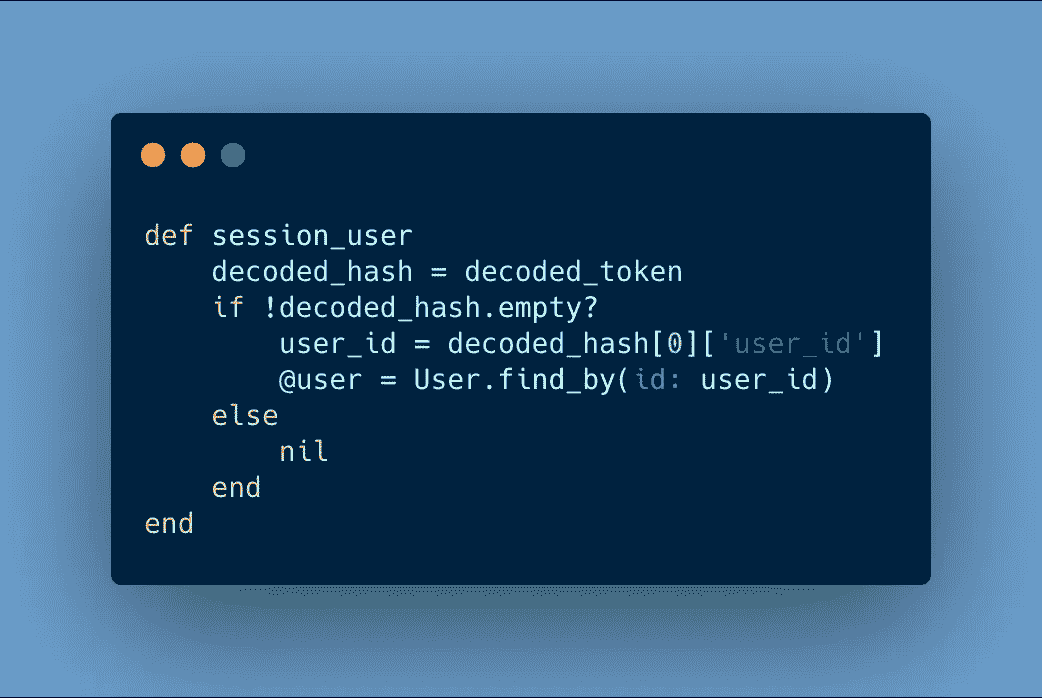 def session_user
    decoded_hash = decoded_token
    if !decoded_hash.empty?
        user_id = decoded_hash[0]['user_id']
        @user = User.find_by(id: user_id)
    else
        nil
    end
end